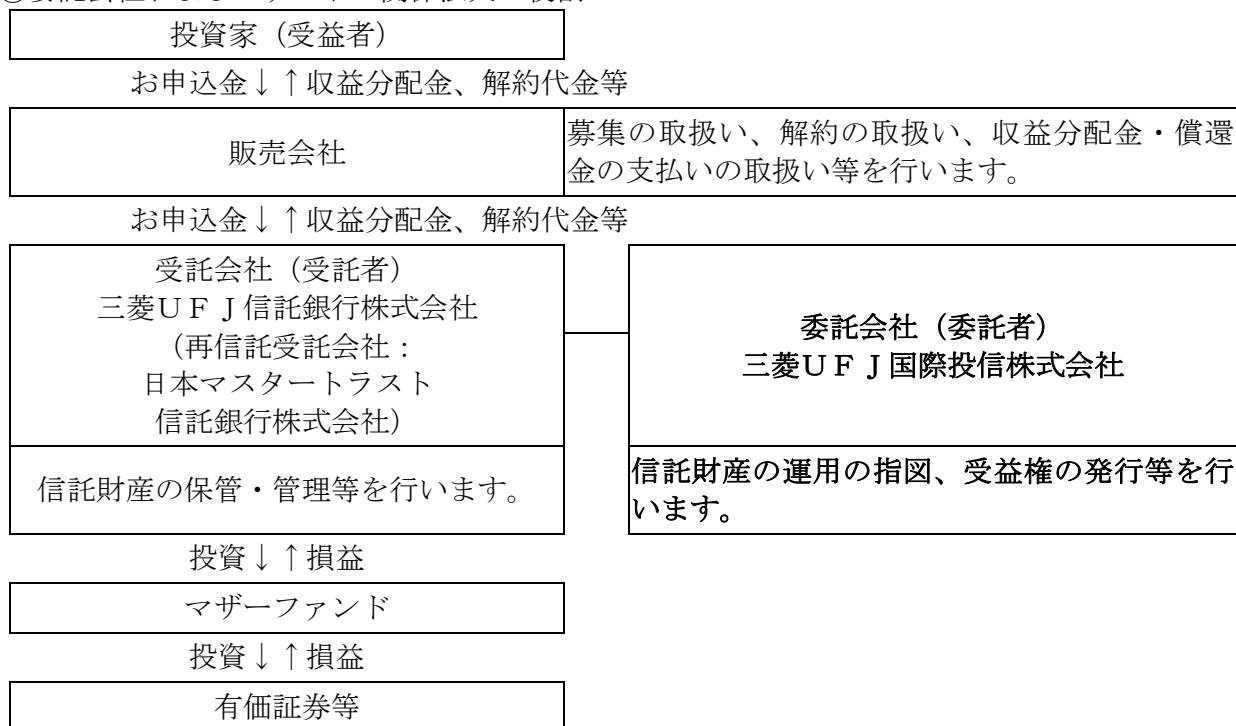 投資家（受益者）
お申込金↓↑収益分配金、解約代金等
販売会社
募集の取扱い、解約の取扱い、収益分配金・償還
金の支払いの取扱い等を行います。
お申込金↓↑収益分配金、解約代金等
受託会社（受託者）
三菱ＵＦＪ信託銀行株式会社
（再信託受託会社：
日本マスタートラスト
信託銀行株式会社）
委託会社（委託者）
三菱ＵＦＪ国際投信株式会社
信託財産の保管・管理等を行います。
信託財産の運用の指図、受益権の発行等を行
います。
投資↓↑損益
マザーファンド
投資↓↑損益
有価証券等